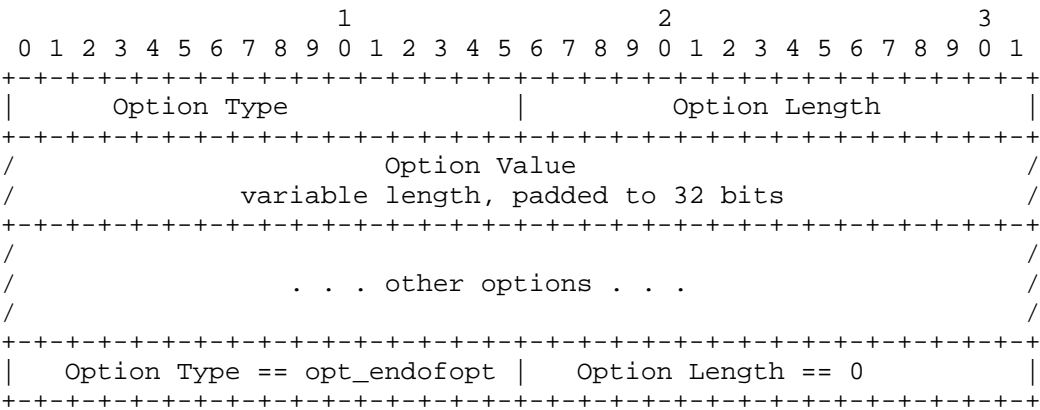 1                   2                   3
 0 1 2 3 4 5 6 7 8 9 0 1 2 3 4 5 6 7 8 9 0 1 2 3 4 5 6 7 8 9 0 1
+-+-+-+-+-+-+-+-+-+-+-+-+-+-+-+-+-+-+-+-+-+-+-+-+-+-+-+-+-+-+-+-+
|      Option Type              |         Option Length         |
+-+-+-+-+-+-+-+-+-+-+-+-+-+-+-+-+-+-+-+-+-+-+-+-+-+-+-+-+-+-+-+-+
/                       Option Value                            /
/              variable length, padded to 32 bits               /
+-+-+-+-+-+-+-+-+-+-+-+-+-+-+-+-+-+-+-+-+-+-+-+-+-+-+-+-+-+-+-+-+
/                                                               /
/                 . . . other options . . .                     /
/                                                               /
+-+-+-+-+-+-+-+-+-+-+-+-+-+-+-+-+-+-+-+-+-+-+-+-+-+-+-+-+-+-+-+-+
|   Option Type == opt_endofopt |   Option Length == 0          |
+-+-+-+-+-+-+-+-+-+-+-+-+-+-+-+-+-+-+-+-+-+-+-+-+-+-+-+-+-+-+-+-+